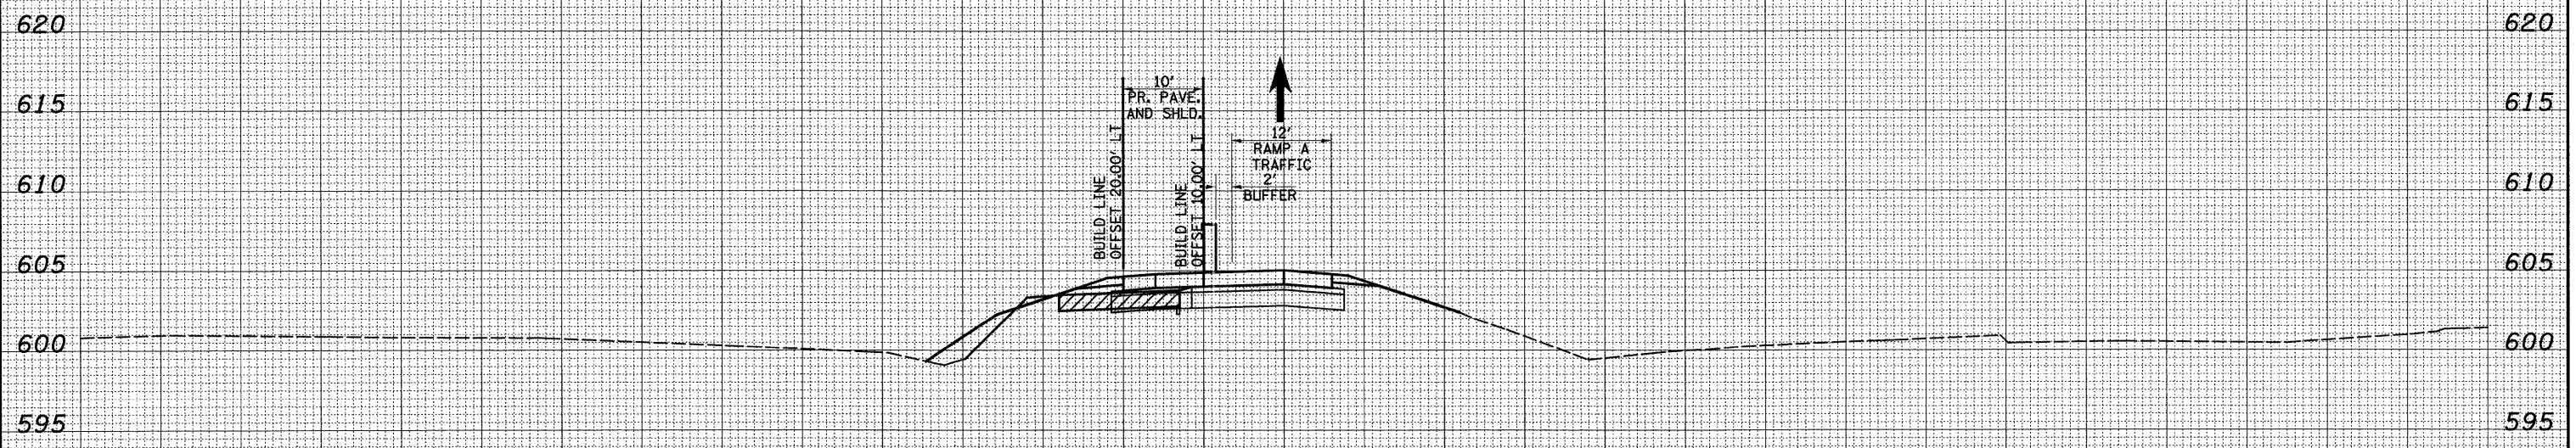 620
620
10'
PR. PAVE.
AND SHLD.
615
615
12'
RAMP A
TRAFFIC
2'
BUFFER
BUILD LINE
OFFSET 20.00' LT
BUILD LINE
OFFSET 10.00' LT
610
610
605
605
600
600
595
595